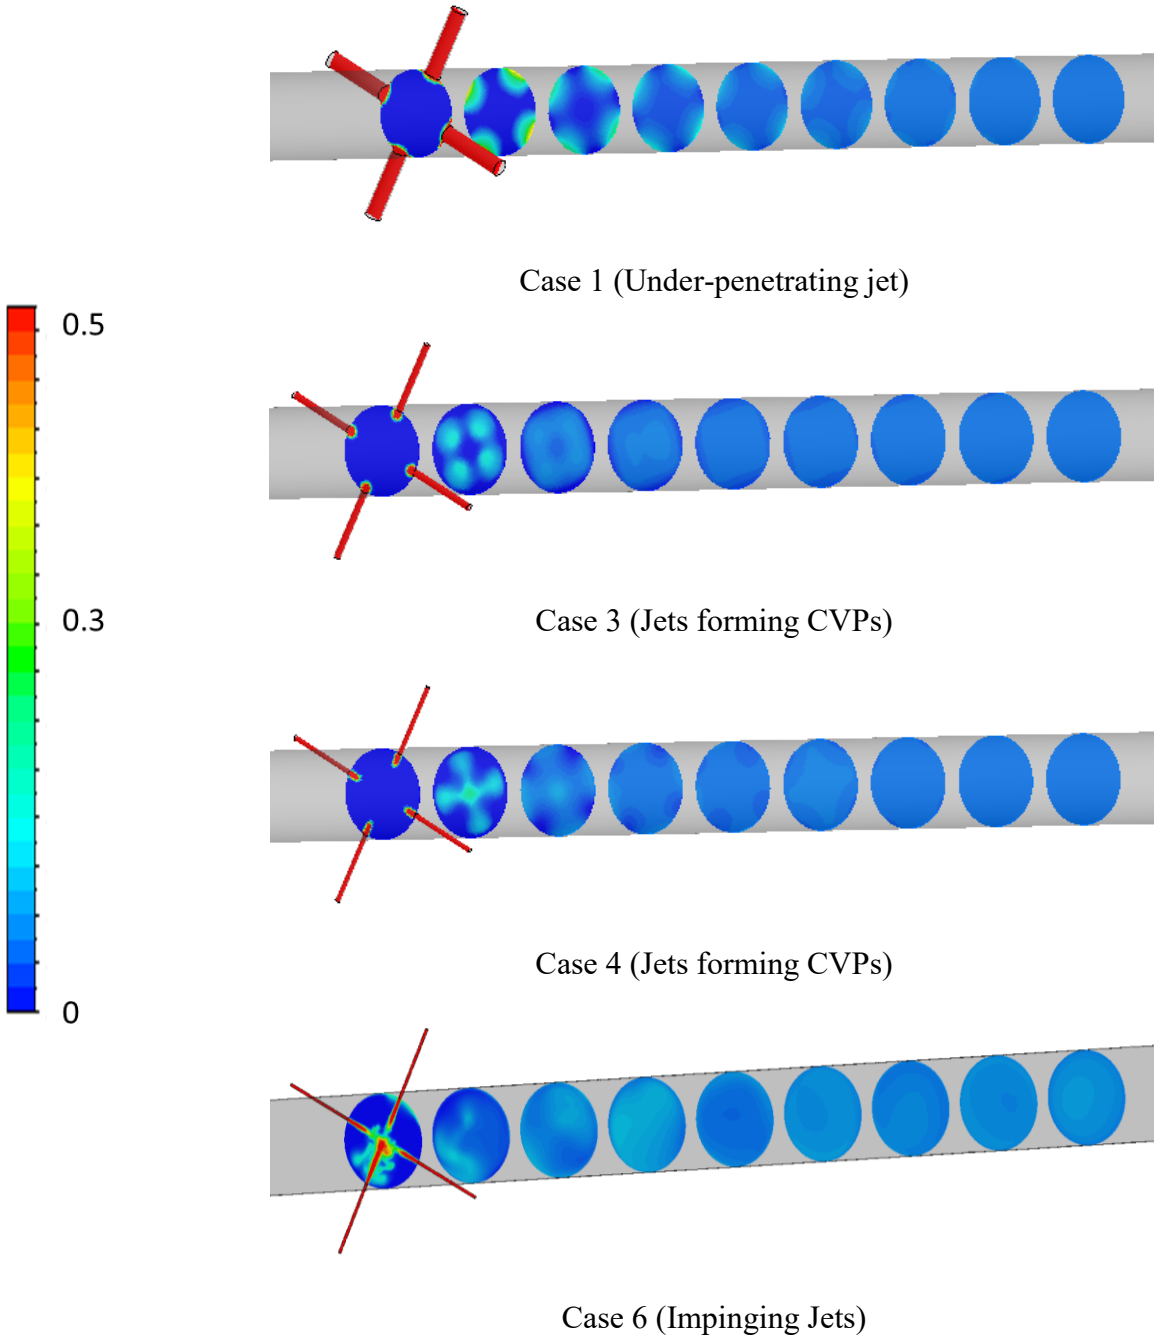 Case 1 (Under-penetrating jet)
0.5
0.3
0
Case 3 (Jets forming CVPs)
Case 4 (Jets forming CVPs)
Case 6 (Impinging Jets)